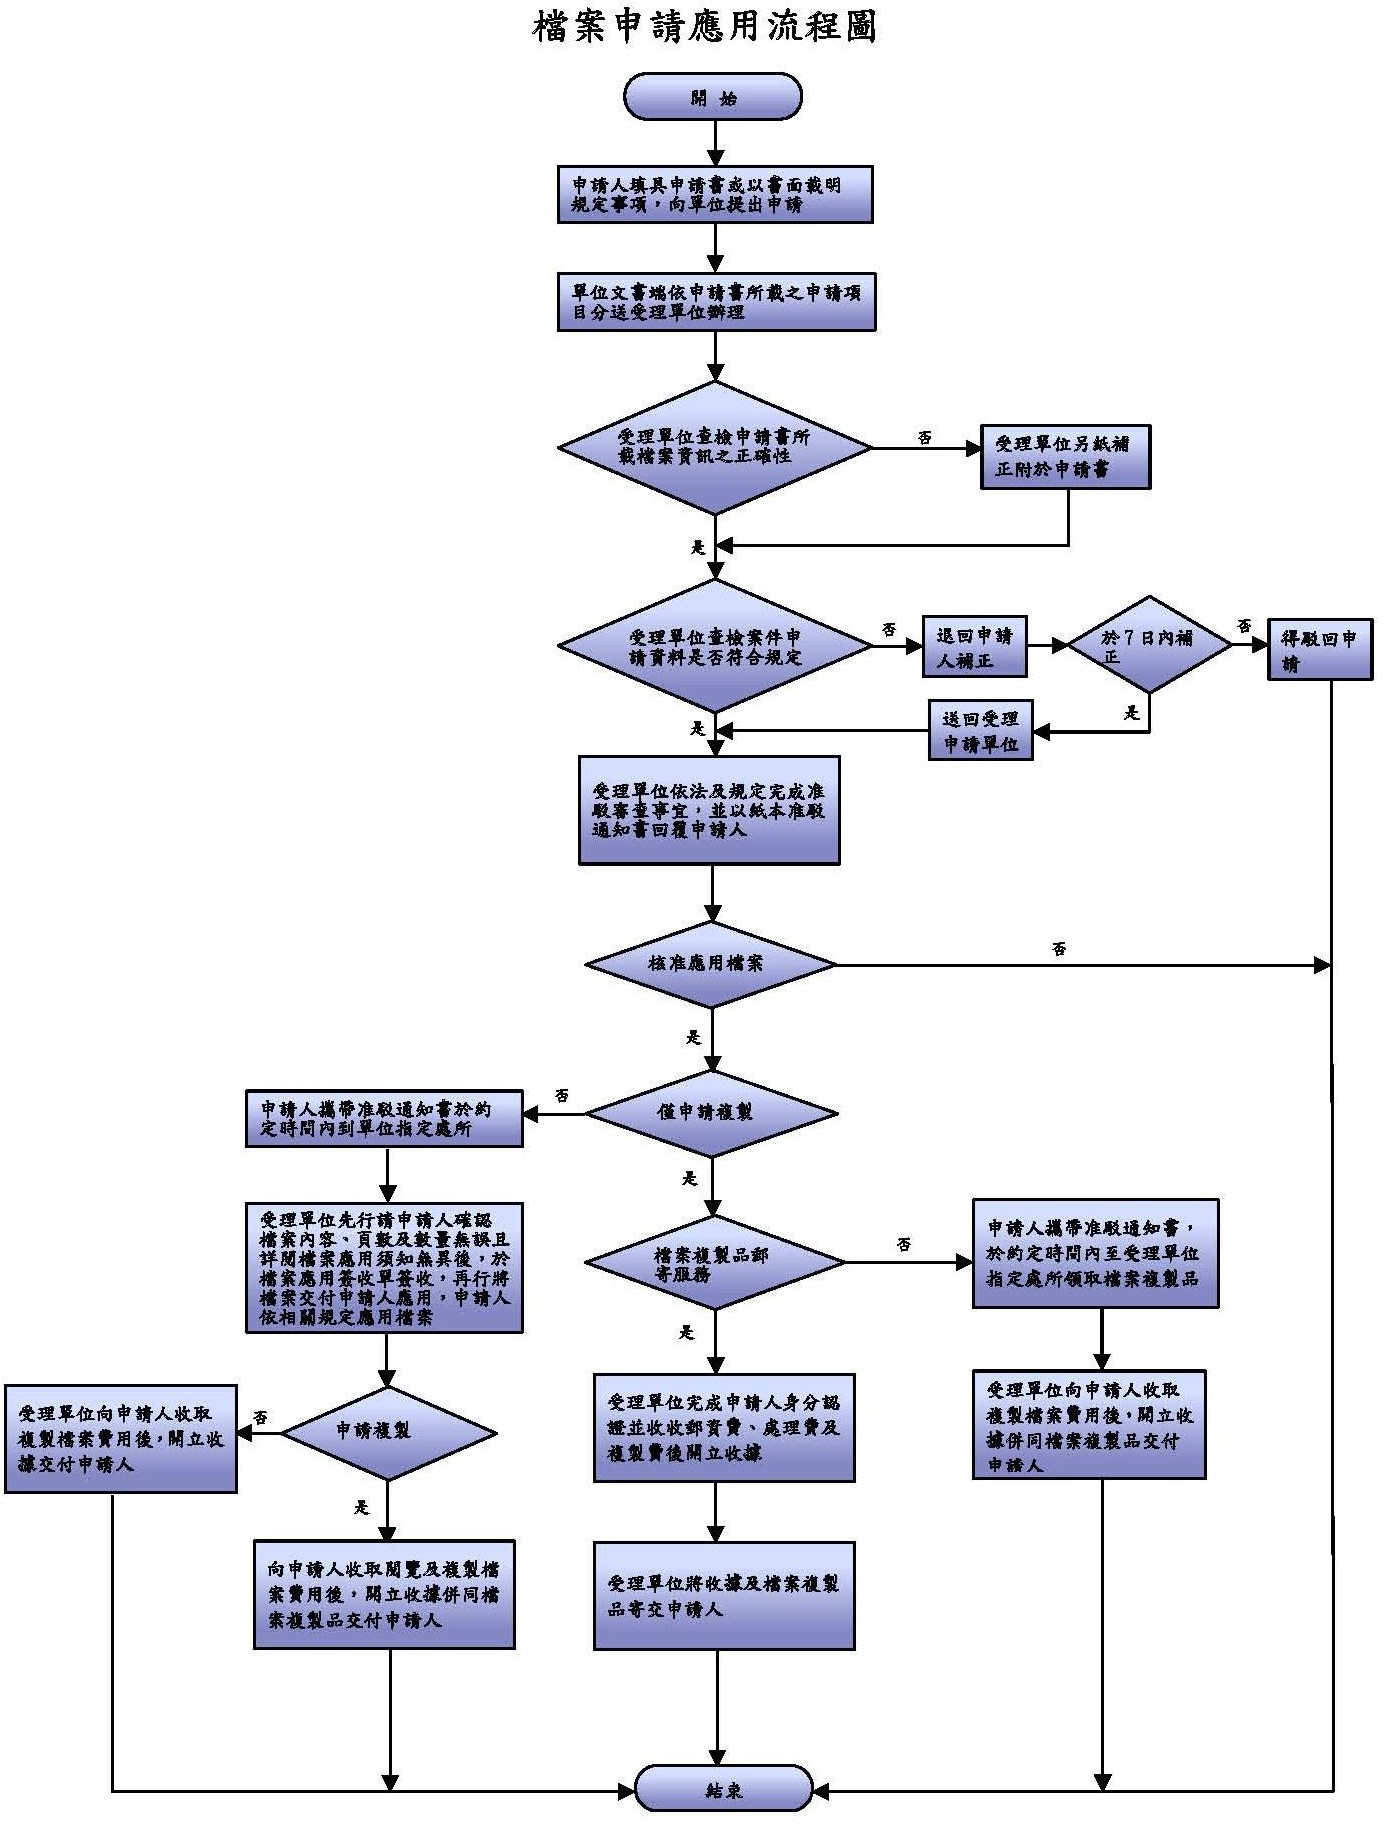 檔案申請應用流程圖
開 始
申請人填具申請書或以書面載明
規定事項，向單位提出申請
單位文書端依申請書所載之申請項
目分送受理單位辦理
受理單位查檢申請書所
載檔案資訊之正確性
否
受理單位另紙補
正附於申請書
是
受理單位查檢案件申
請資料是否符合規定
否
退回申請
人補正
於7日內補
正
否
得駁回申
請
是
送回受理
申請單位
是
受理單位依法及規定完成准
駁審查事宜，並以紙本准駁
通知書回覆申請人
核准應用檔案
否
是
僅申請複製
否
申請人攜帶准駁通知書於約
定時間內到單位指定處所
是
受理單位先行請申請人確認
檔案內容、頁數及數量無誤且
詳閱檔案應用須知無異後，於
檔案應用簽收單簽收，再行將
檔案交付申請人應用，申請人
依相關規定應用檔案
檔案複製品郵
寄服務
否
申請人攜帶准駁通知書，
於約定時間內至受理單位
指定處所領取檔案複製品
是
受理單位向申請人收取
複製檔案費用後，開立收
據交付申請人
否
申請複製
受理單位完成申請人身分認
證並收收郵資費、處理費及
複製費後開立收據
受理單位向申請人收取
複製檔案費用後，開立收
據併同檔案複製品交付
申請人
是
向申請人收取閱覽及複製檔
案費用後，開立收據併同檔
案複製品交付申請人
受理單位將收據及檔案複製
品寄交申請人
結束